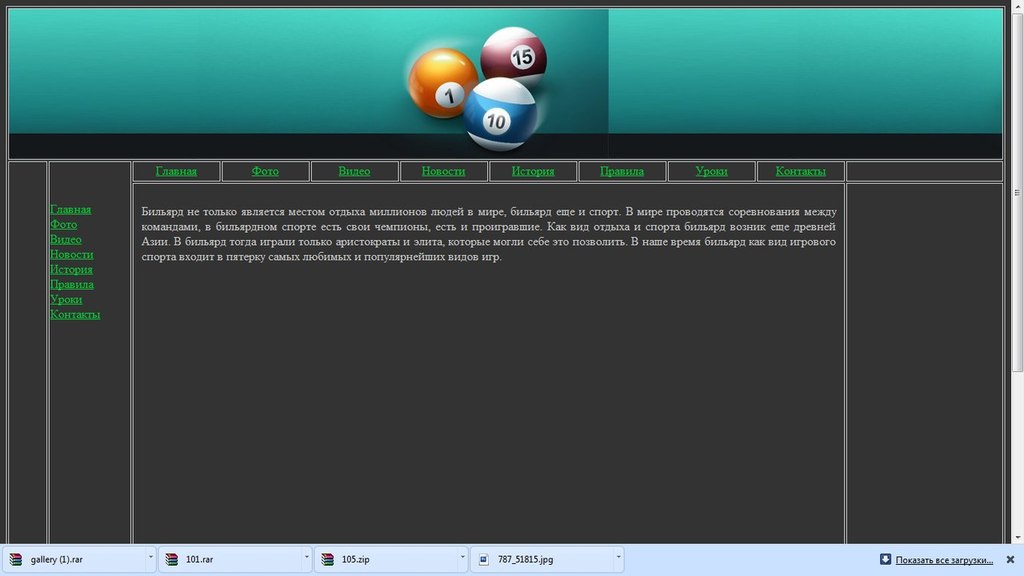 15
1
10
Главная Фото Видео Новости История Правила Уроки Контакты
Главная
Фото
Видео
Новости
История
Правила
Уроки
Контакты
Бильярд не только является местом отдыха миллионов людей в мире, бильярд еще и спорт. В мире проводятся соревнования между
командами, в бильярдном спорте есть свои чемпионы, есть и проигравшие. Как вид отдыха и спорта бильярд возник еще древней
Азии. В бильярд тогда играли только аристократы и элита, которые могли себе это позволить. В наше время бильярд как вид игрового
спорта входит в пятерку самых любимых и популярнейших видов игр.
gallery (1).rar 101.rar 105.zip 787_51815.jpg Показать все загрузки...